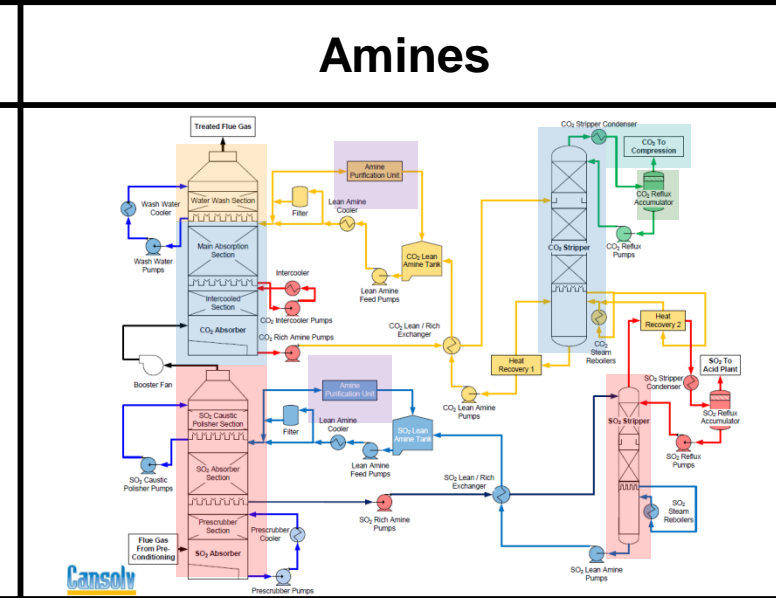 Amines
Treated Flue Gas
Water Wash Section
Wash Water
Cooler
Wash Water
Pumps
Main Absorption
Section
Intercooled
Section
CO₂ Absorber
Intercooler
CO₂ Intercooler Pumps
CO₂ Rich Amine Pumps
Booster Fan
Amine
Purification Unit
Filter
Lean Amine
Cooler
CO₂ Lean
Amine Tank
Lean Amine
Feed Pumps
CO₂ Lean / Rich
Exchanger
CO₂ Lean Amine
Pumps
Heat
Recovery 1
CO₂ Stripper Condenser
CO₂ To
Compression
CO₂ Reflux
Accumulator
CO₂ Reflux
Pumps
CO₂ Stripper
CO₂
Steam
Reboilers
Heat
Recovery 2
SO₂ To
Acid Plant
SO₂ Stripper
Condenser
SO₂ Reflux
Accumulator
SO₂ Reflux
Pumps
SO₂ Stripper
SO₂
Steam
Reboilers
SO₂ Lean Amine
Pumps
SO₂ Lean / Rich
Exchanger
SO₂ Rich Amine
Pumps
Amine
Purification Unit
Filter
Lean Amine
Cooler
SO₂ Lean
Amine Tank
Lean Amine
Feed Pumps
SO₂ Caustic
Polisher Section
SO₂ Caustic
Polisher Pumps
SO₂ Absorber
Section
Prescrubber
Section
SO₂ Absorber
Prescrubber
Cooler
Prescrubber Pumps
Flue Gas
From Pre-
Conditioning
Cansolv